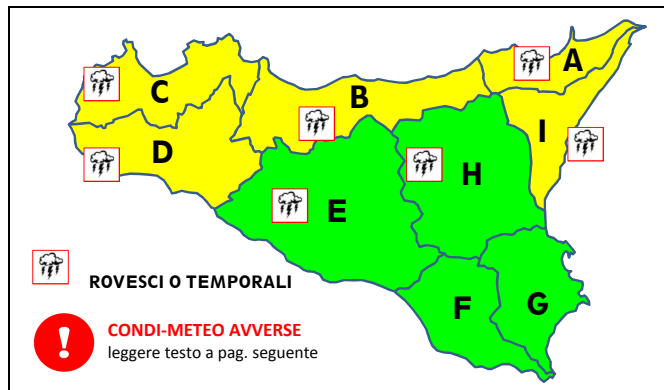 A
C
B
I
D
H
E
F
G
ROVESCI O TEMPORALI
!
CONDI-METEO AVVERSE
leggere testo a pag. seguente